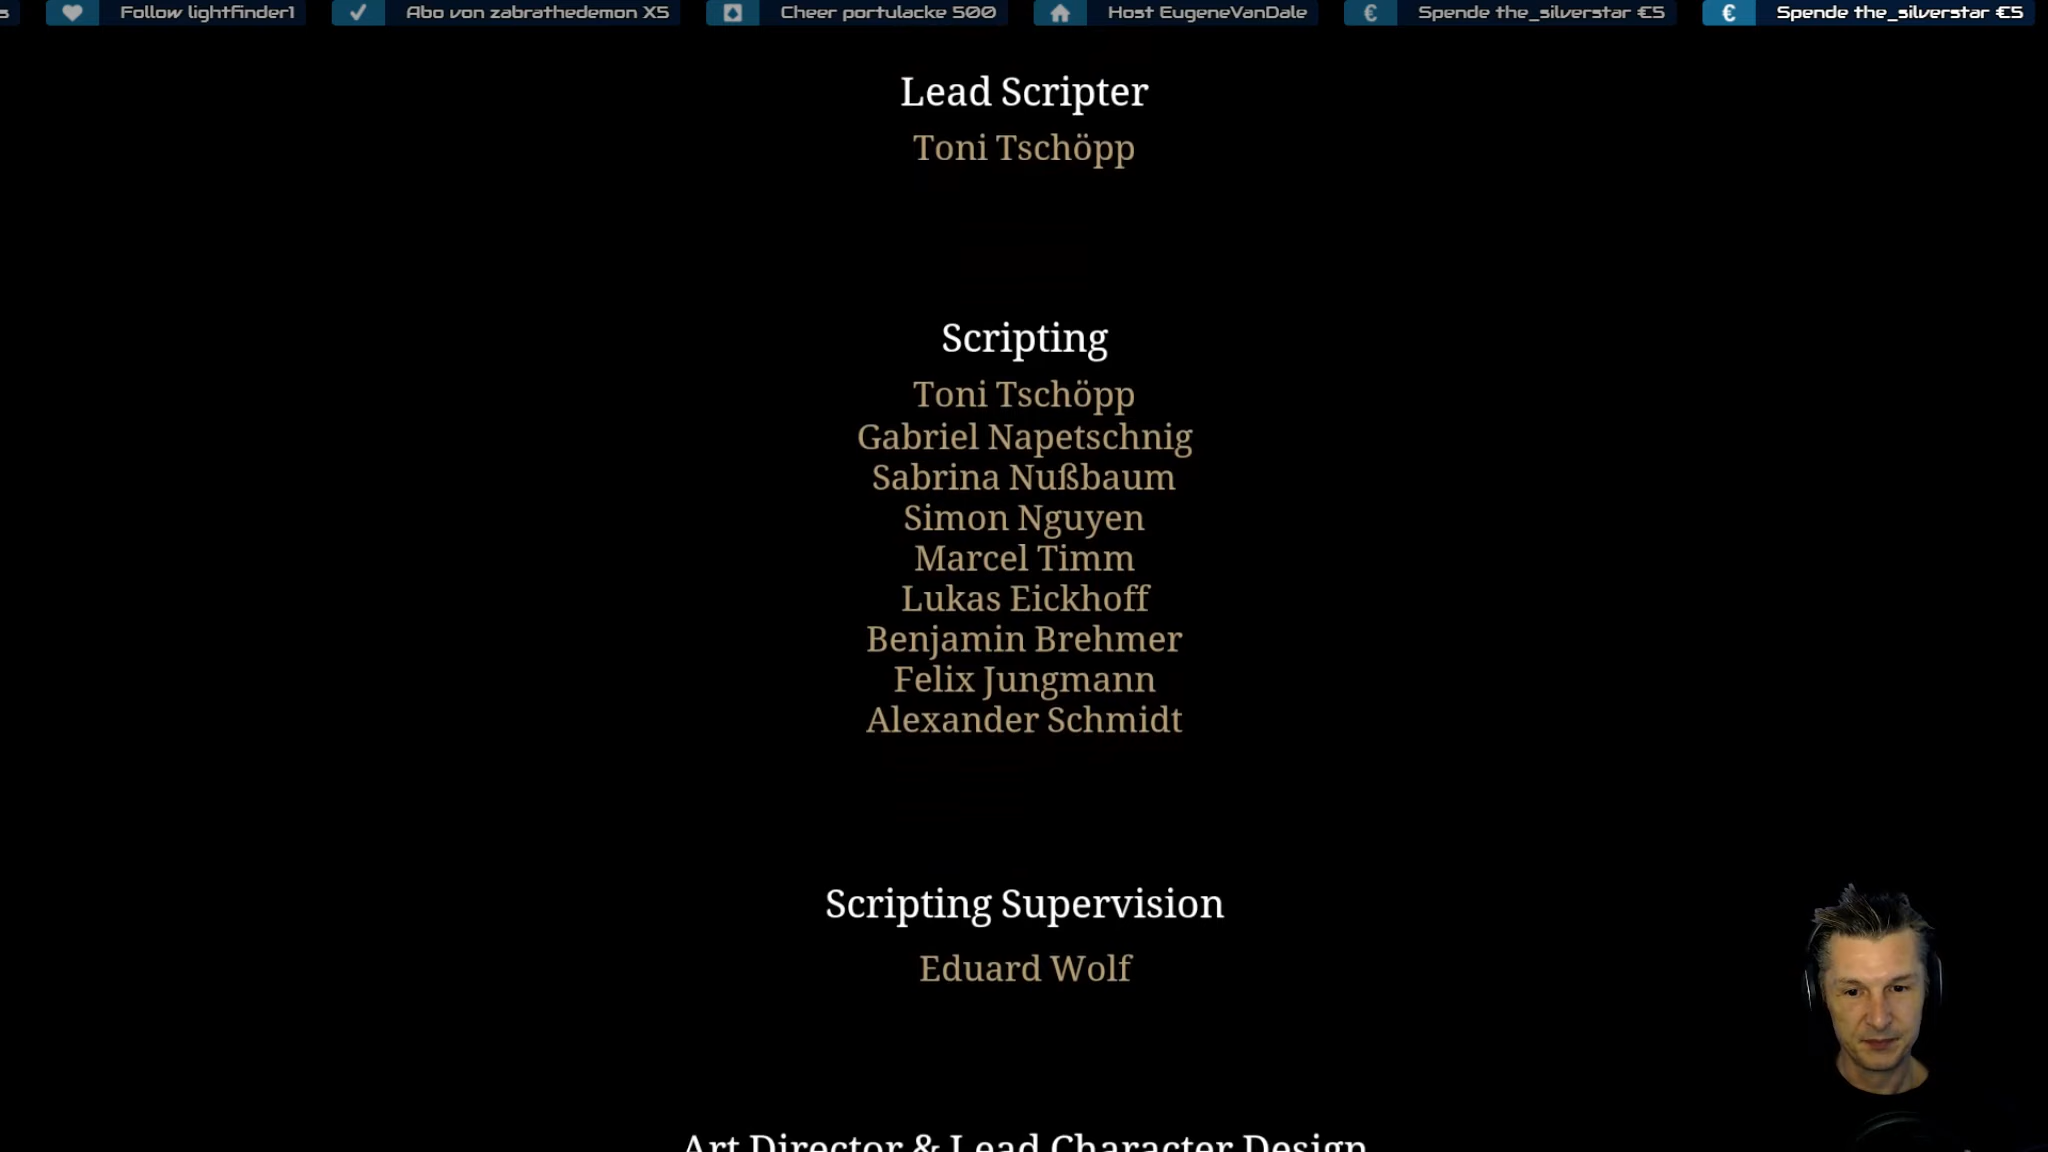 s
Follow lightfinder1
Abo von zabrathedemon X5
Cheer portulacke 500
Host EugeneVanDale
€ Spende the_silverstar €5
€ Spende the_silverstar €5
Lead Scripter
Toni Tschöpp
Scripting
Toni Tschöpp
Gabriel Napetschnig
Sabrina Nußbaum
Simon Nguyen
Marcel Timm
Lukas Eickhoff
Benjamin Brehmer
Felix Jungmann
Alexander Schmidt
Scripting Supervision
Eduard Wolf
Art Director & Lead Character Design